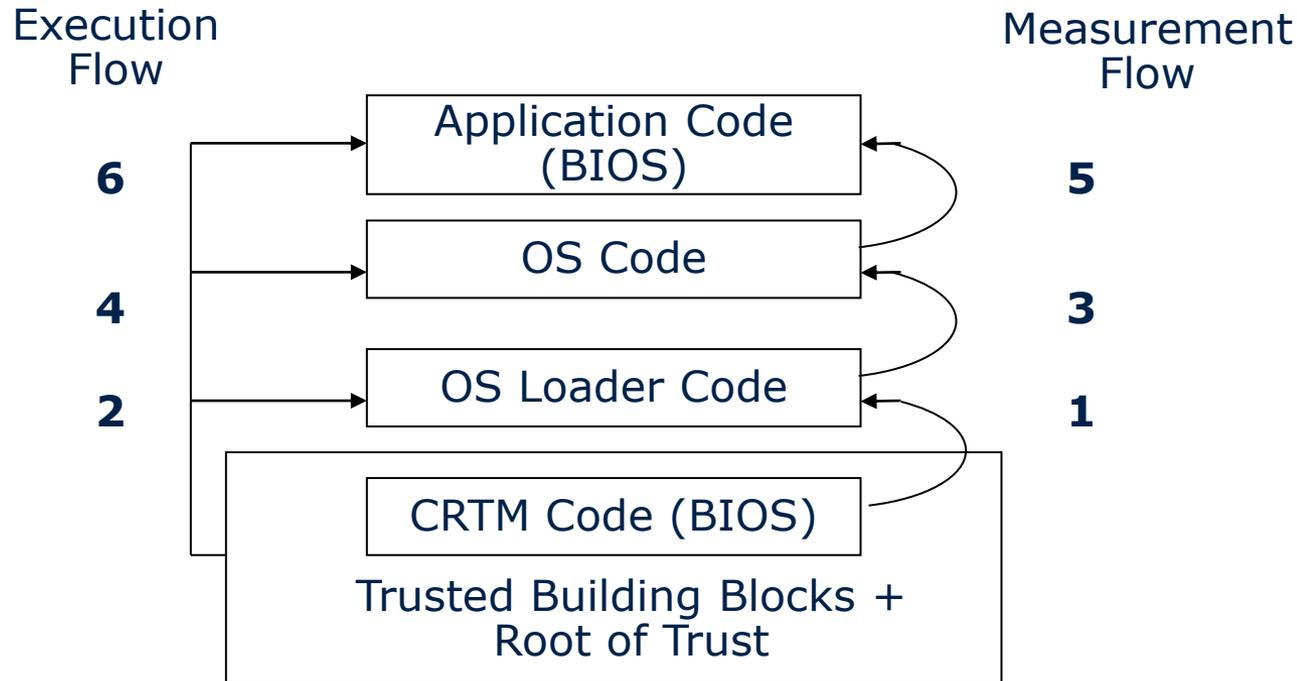 Execution
Flow
Measurement
Flow
Application Code
(BIOS)
6
5
OS Code
4
3
OS Loader Code
2
1
CRTM Code (BIOS)
Trusted Building Blocks +
Root of Trust